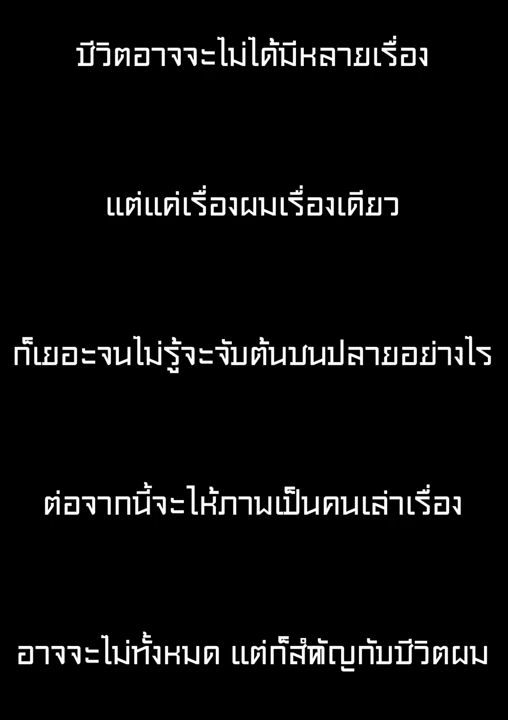 ชีวิตอาจจะไม่ได้มีหลายเรื่อง
แต่แค่เรื่องผมเรื่องเดียว
ก็เยอะจนไม่รู้จะจับต้นชนปลายอย่างไร
ต่อจากนี้จะให้ภาพเป็นคนเล่าเรื่อง
อาจจะไม่ทั้งหมด แต่ก็สำคัญกับชีวิตผม